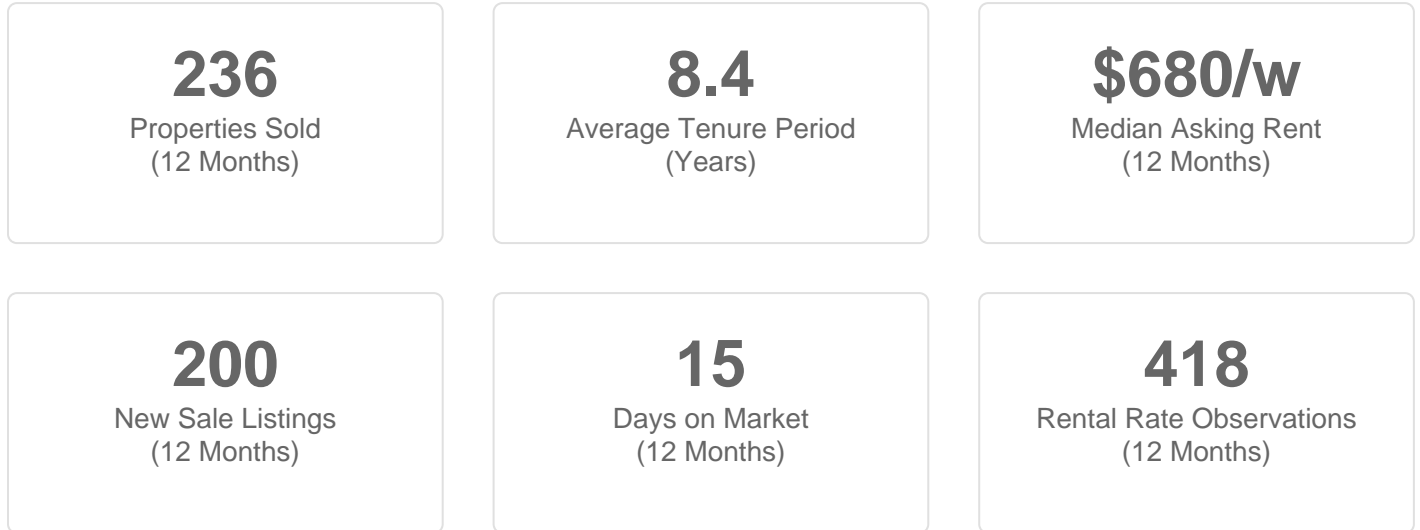 236
Properties Sold
(12 Months)
8.4
Average Tenure Period
(Years)
$680/w
Median Asking Rent
(12 Months)
200
New Sale Listings
(12 Months)
15
Days on Market
(12 Months)
418
Rental Rate Observations
(12 Months)